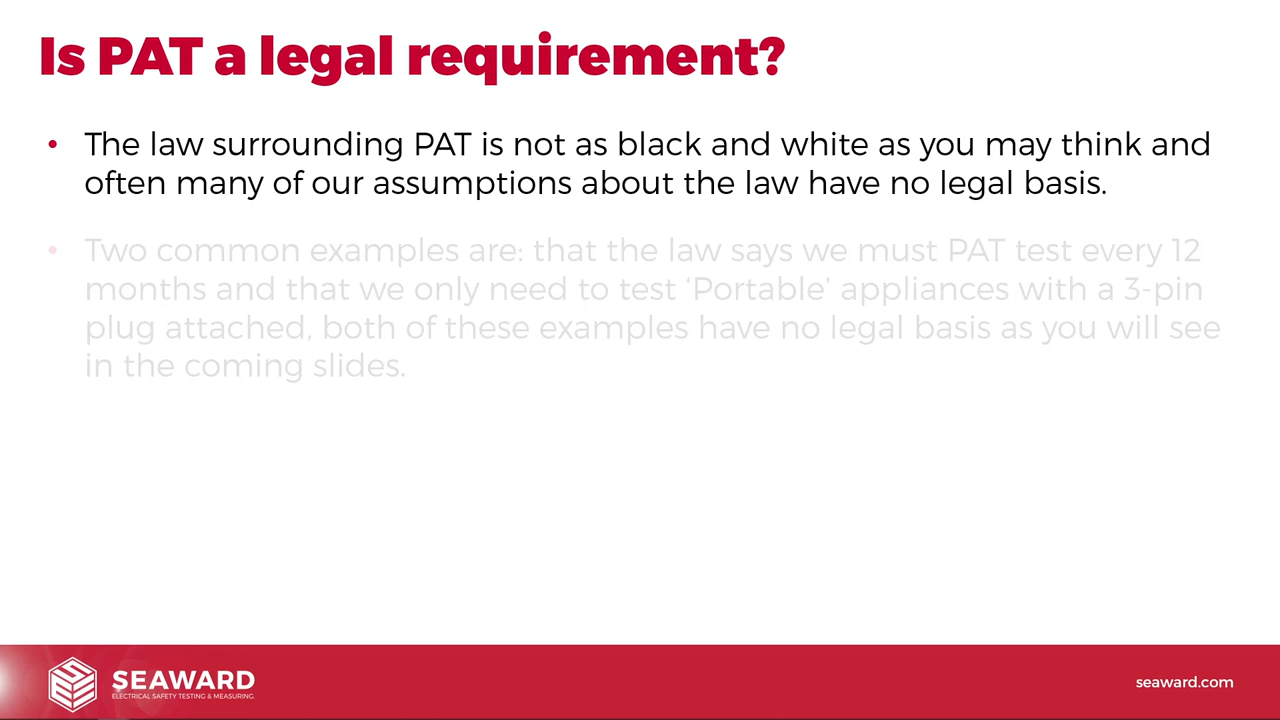 Is PAT a legal requirement?
• The law surrounding PAT is not as black and white as you may think and
often many of our assumptions about the law have no legal basis.
• Two common examples are: that the law says we must PAT test every 12
months and that we only need to test ‘Portable’ appliances with a 3-pin
plug attached, both of these examples have no legal basis as you will see
in the coming slides.
SEAWARD
ELECTRICAL SAFETY TESTING & MEASURING.
seaward.com